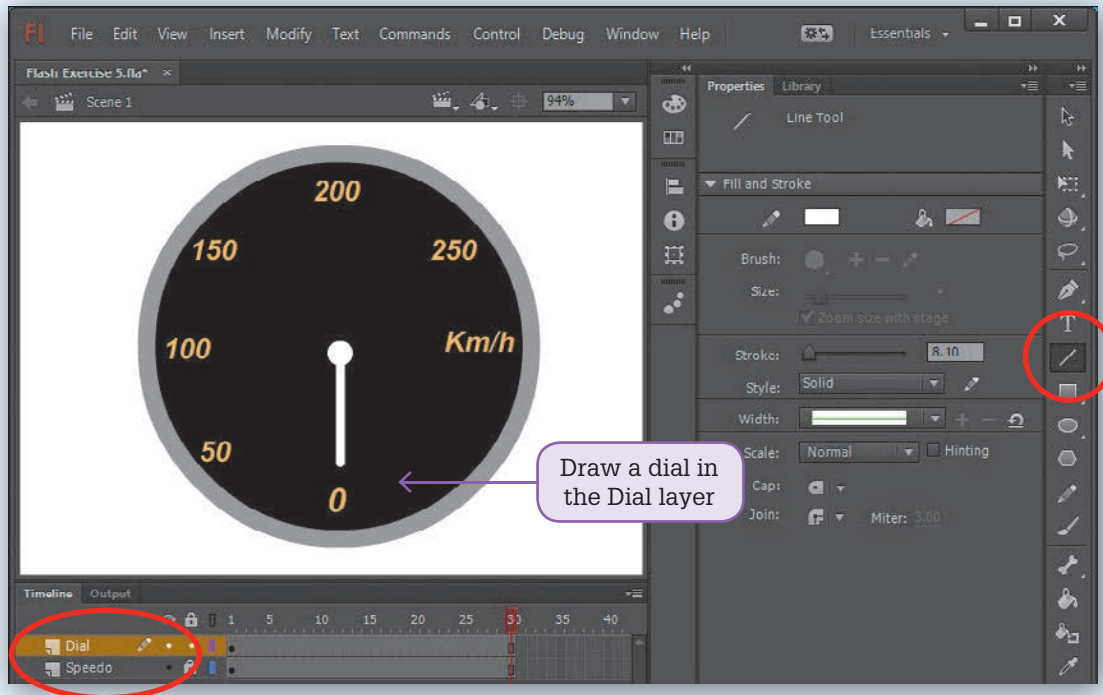 Fl File Edit View Insert Modify Text Commands Control Debug Window Help Essentials
Flash Exercise 5.fla* ×
Scene 1 94%
Properties Library
Line Tool
Fill and Stroke
Brush:
Size:
Zoom size with stage
Stroke: 8.10
Style: Solid
Width:
Scale: Normal Hinting
Cap:
Join: Miter: 3.00
T
200
150 250
100 Km/h
50
0
Draw a dial in
the Dial layer
Timeline Output
1 5 10 15 20 25 30 35 40
Dial
Speedo